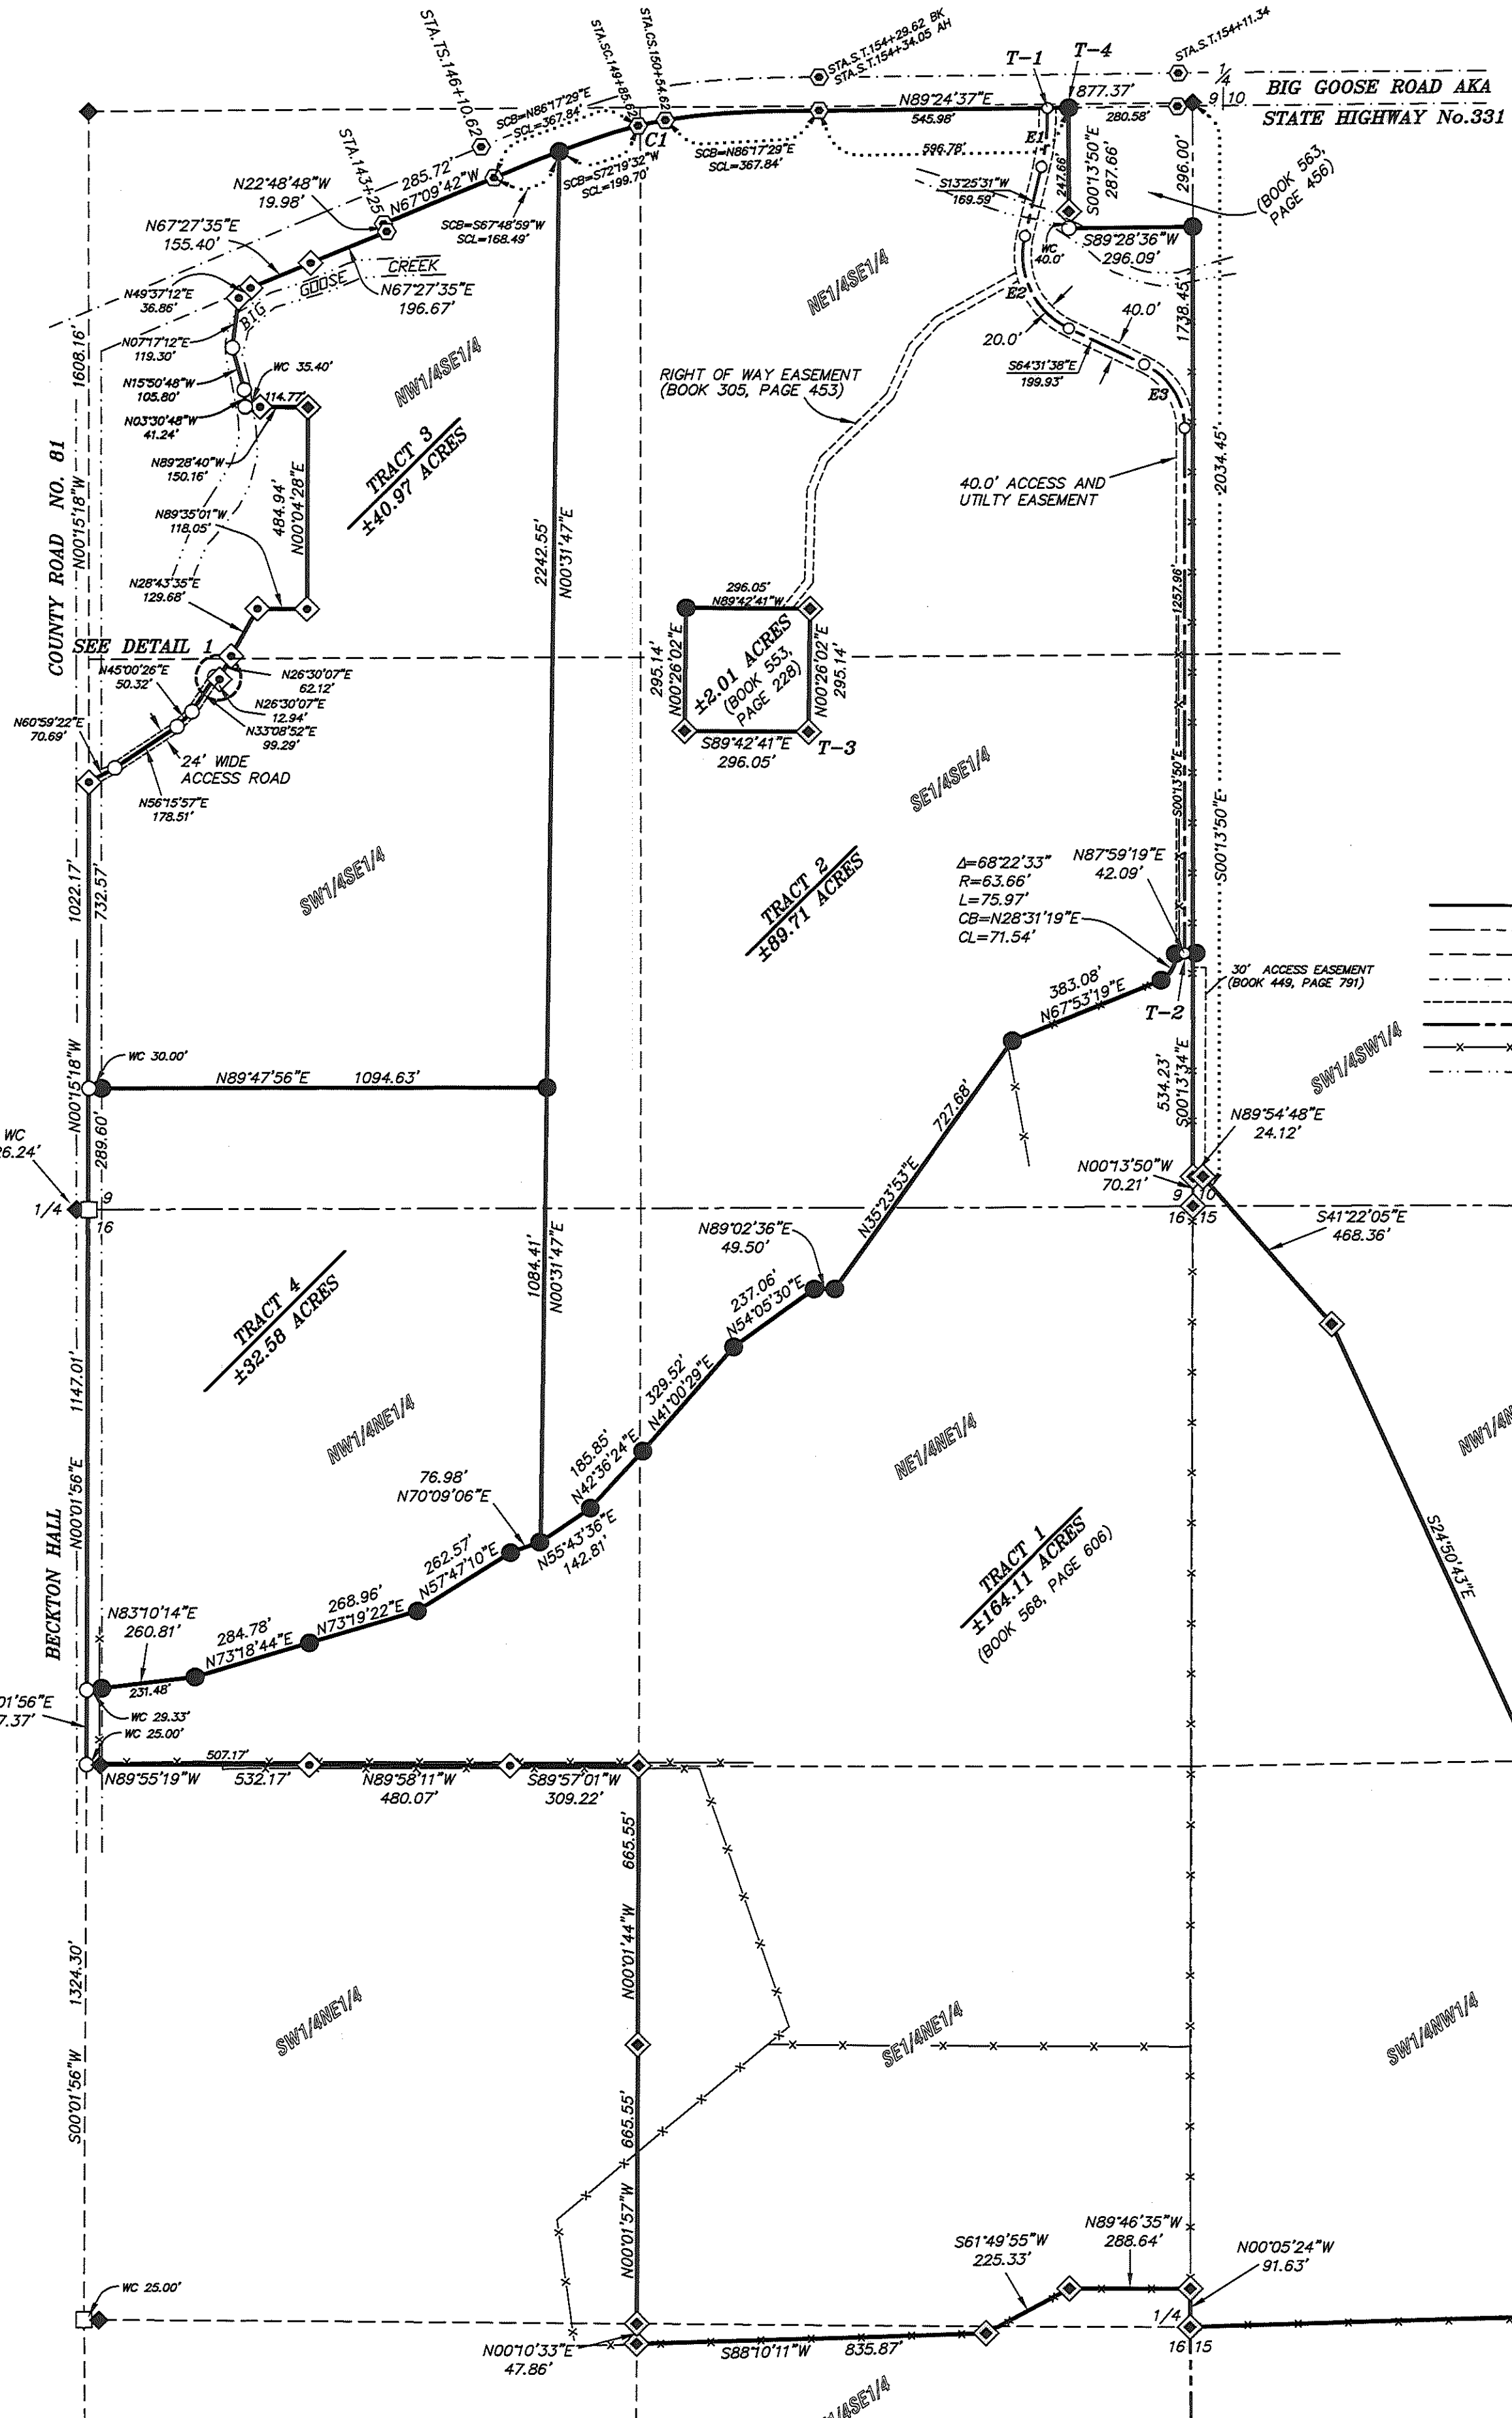 STA.TS.146+10.62
STA.SC.149+85.62
STA.CS.150+54.62
STA.S.T.154+29.62 BK
STA.S.T.154+34.05 AH
STA.S.T.154+11.34
T-1
T-4
877.37'
1/4
9 10
BIG GOOSE ROAD AKA
STATE HIGHWAY No.331
SCB=N86°17'29"E
SCL=367.84'
C1
N89°24'37"E
545.98'
280.58'
E1
STA.143+25
285.72'
N67°09'42"W
SCB=S72°19'32"W
SCL=199.70'
SCB=N86°17'29"E
SCL=367.84'
596.78'
S00°13'50"E
287.66'
247.66'
296.00'
(BOOK 563,
PAGE 456)
N22°48'48"W
19.98'
SCB=S67°48'59"W
SCL=168.49'
S13°25'31"W
169.59'
N67°27'35"E
155.40'
WC
40.0'
S89°28'36"W
296.09'
BIG
GOOSE
CREEK
N67°27'35"E
196.67'
N49°37'12"E
36.86'
NE1/4SE1/4
E2
40.0'
20.0'
1738.45'
1608.16'
N07°17'12"E
119.30'
S64°31'38"E
199.93'
E3
N15°50'48"W
105.80'
WC 35.40'
114.77'
N03°30'48"W
41.24'
NW1/4SE1/4
RIGHT OF WAY EASEMENT
(BOOK 305, PAGE 453)
N89°28'40"W
150.16'
COUNTY ROAD NO. 81
N00°15'18"W
TRACT 3
±40.97 ACRES
484.94'
N00°04'28"E
2034.45'
40.0' ACCESS AND
UTILTY EASEMENT
N89°35'01"W
118.05'
2242.55'
N00°31'47"E
N28°43'35"E
129.68'
1257.96'
S00°13'50"E
296.05'
N89°42'41"W
SEE DETAIL 1
N45°00'26"E
50.32'
N26°30'07"E
62.12'
N26°30'07"E
12.94'
N33°08'52"E
99.29'
295.14'
N00°26'02"E
±2.01 ACRES
(BOOK 553,
PAGE 228)
N00°26'02"E
295.14'
N60°59'22"E
70.69'
24' WIDE
ACCESS ROAD
S89°42'41"E
296.05'
T-3
N56°15'57"E
178.51'
SE1/4SE1/4
S00°13'50"E
SW1/4SE1/4
1022.17'
732.57'
TRACT 2
±89.71 ACRES
Δ=68°22'33"
R=63.66'
L=75.97'
CB=N28°31'19"E
CL=71.54'
N87°59'19"E
42.09'
383.08'
N67°53'19"E
T-2
30' ACCESS EASEMENT
(BOOK 449, PAGE 791)
WC 30.00'
N89°47'56"E 1094.63'
N00°15'18"W
289.60'
534.23'
S00°13'34"E
SW1/4SW1/4
N89°54'48"E
24.12'
WC
26.24'
1/4
9
16
N00°13'50"W
70.21'
9 10
16 15
727.68'
N35°23'53"E
S41°22'05"E
468.36'
N89°02'36"E
49.50'
1084.41'
N00°31'47"E
TRACT 4
±32.58 ACRES
237.06'
N54°05'30"E
1147.01'
N00°01'56"E
329.52'
N41°00'29"E
NW1/4NE1/4
NE1/4NE1/4
185.85'
N42°36'24"E
76.98'
N70°09'06"E
N55°43'36"E
142.81'
TRACT 1
±164.11 ACRES
(BOOK 568, PAGE 606)
S24°50'43"E
262.57'
N57°47'10"E
BECKTON HALL
N83°10'14"E
260.81'
268.96'
N73°19'22"E
284.78'
N73°18'44"E
231.48'
WC 29.33'
WC 25.00'
507.17'
N89°55'19"W 532.17'
N89°58'11"W
480.07'
S89°57'01"W
309.22'
665.55'
N00°01'44"W
1324.30'
S00°01'56"W
SW1/4NE1/4
SE1/4NE1/4
SW1/4NW1/4
665.55'
N00°01'57"W
S61°49'55"W
225.33'
N89°46'35"W
288.64'
N00°05'24"W
91.63'
WC 25.00'
1/4
16 15
N00°10'33"E
47.86'
S88°10'11"W 835.87'